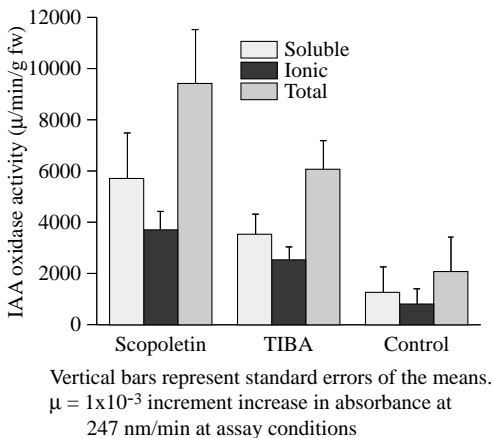 IAA oxidase activity (μ/min/g fw)
12000
10000
8000
6000
4000
2000
0
Soluble
Ionic
Total
Scopoletin TIBA Control
Vertical bars represent standard errors of the means.
μ = 1x10-3 increment increase in absorbance at
247 nm/min at assay conditions